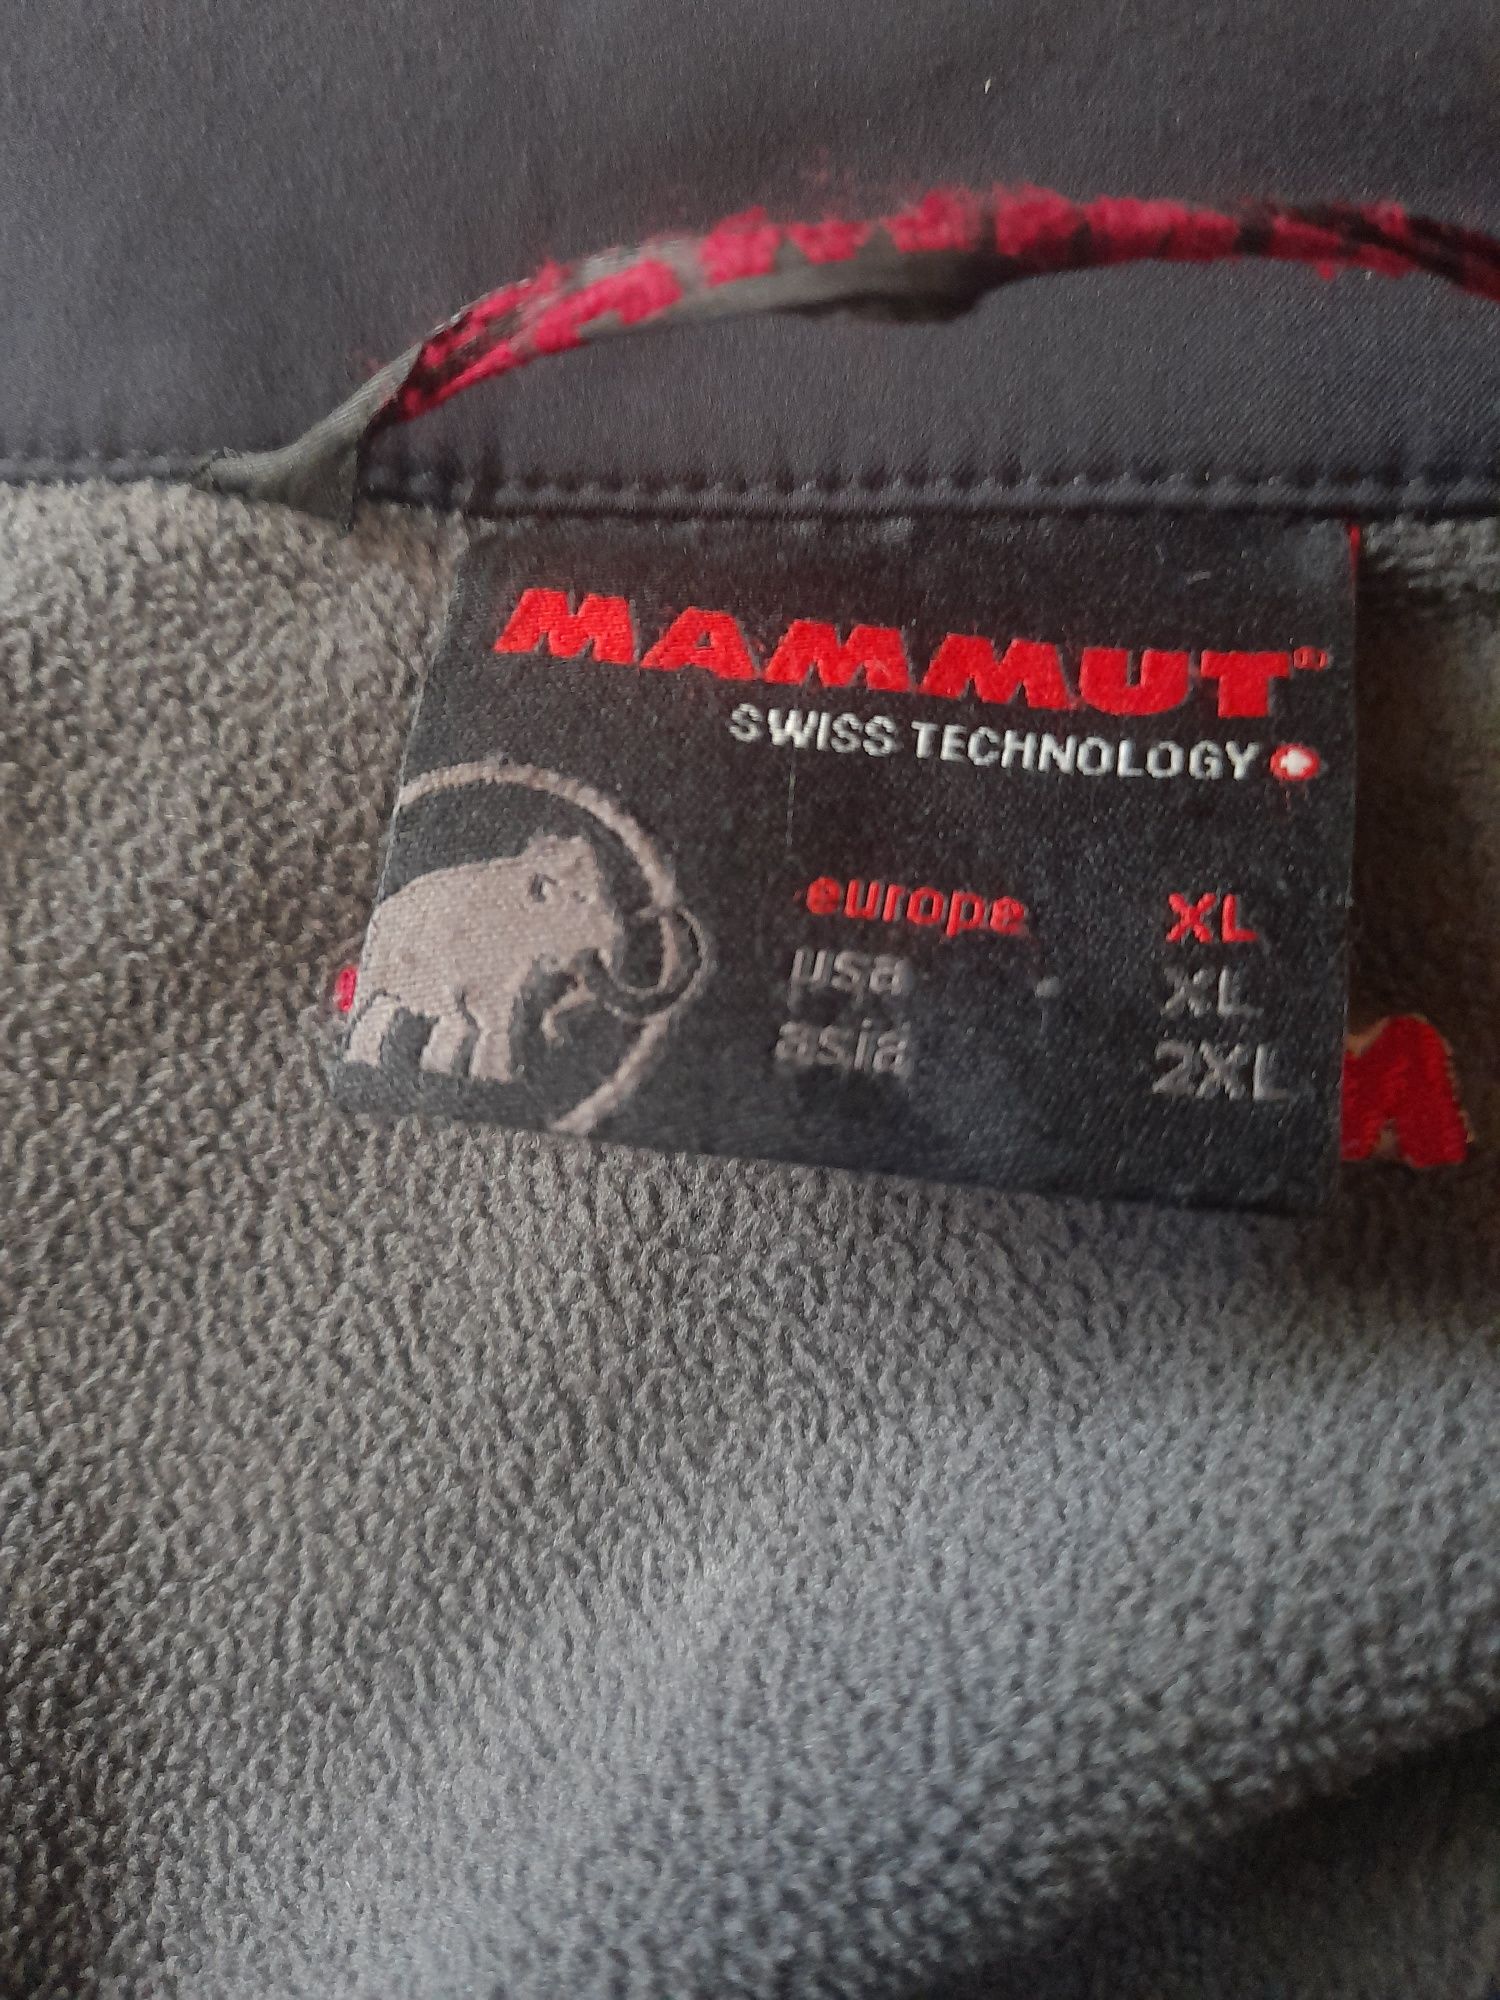 MAMMUT®
SWISS TECHNOLOGY
europe XL
usa XL
asia 2XL
M